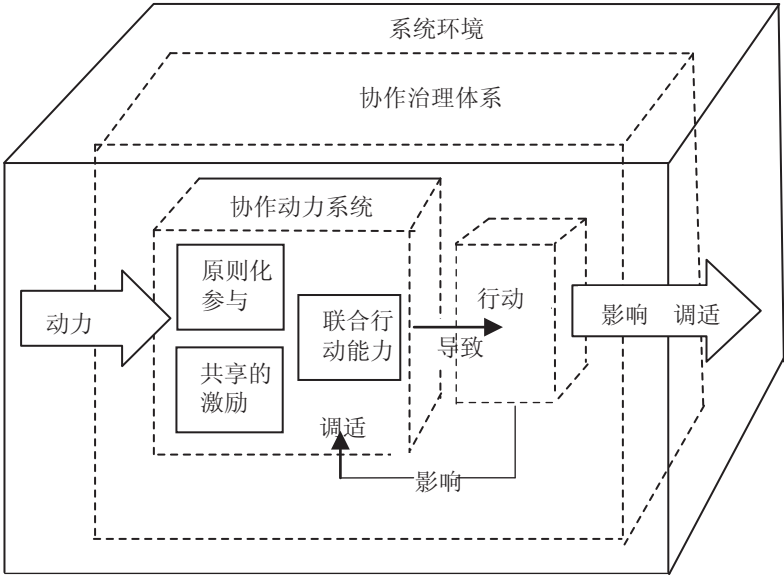 系统环境
协作治理体系
协作动力系统
原则化
参与
联合行
动能力
共享的
激励
动力
行动
导致
影响 调适
调适
影响